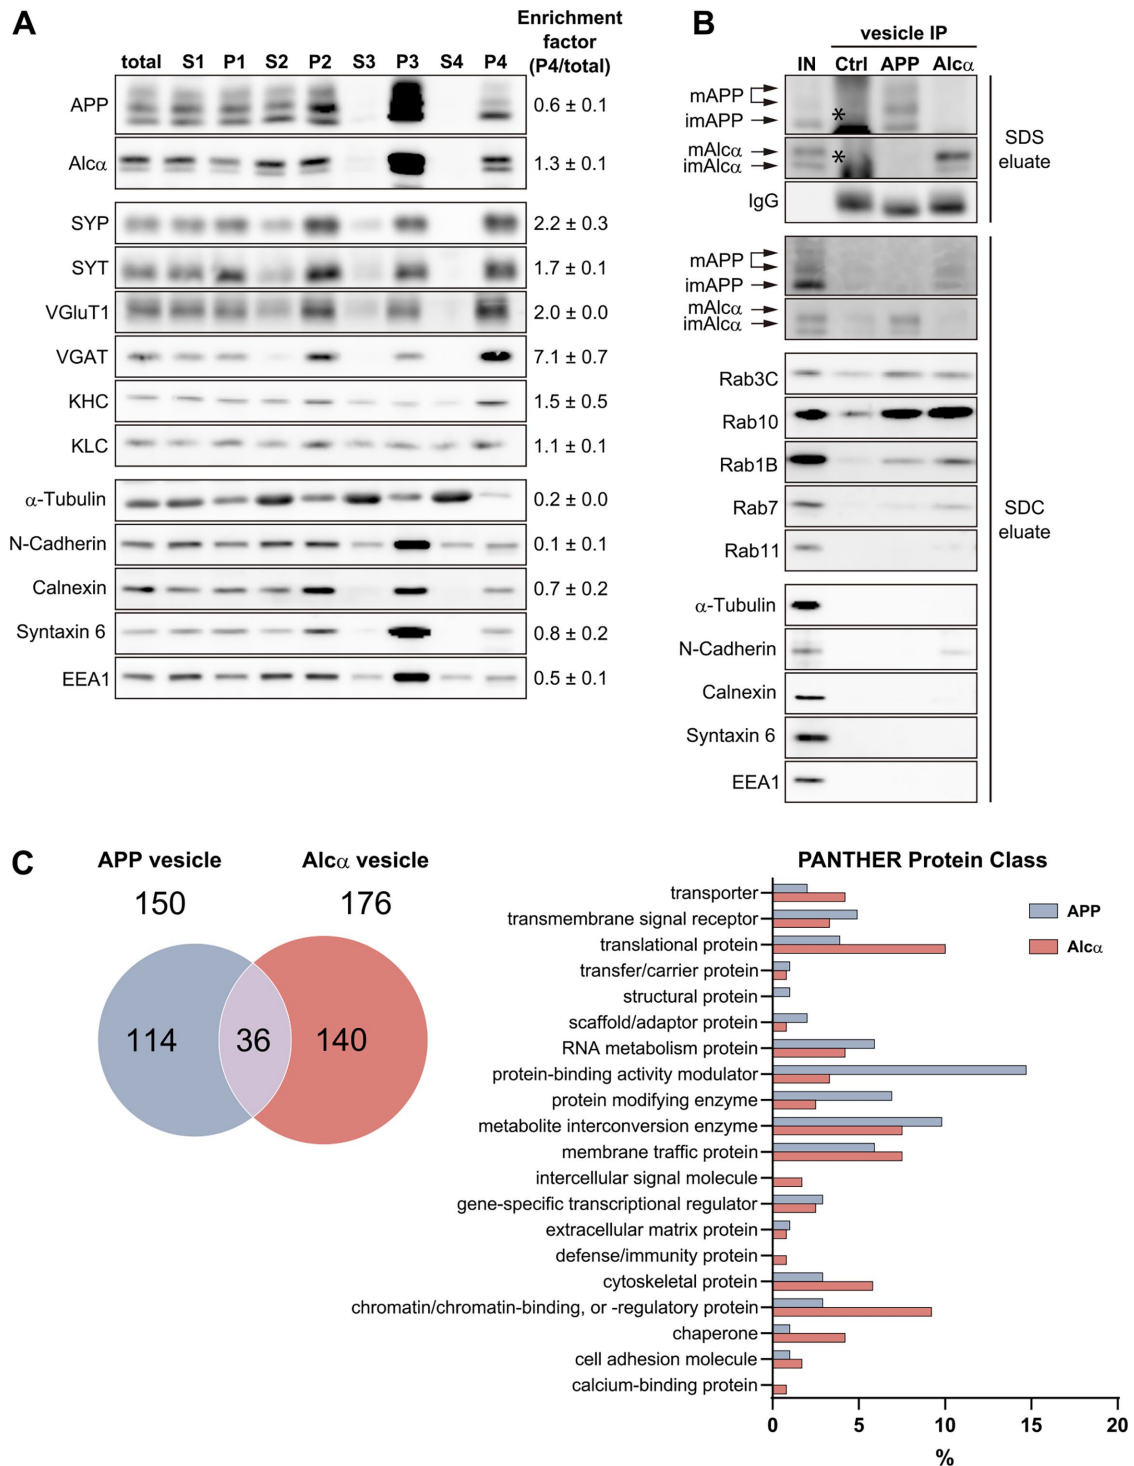 A
Enrichment
factor
(P4/total)
total S1 P1 S2 P2 S3 P3 S4 P4
APP 0.6 ± 0.1
Alcα 1.3 ± 0.1
SYP 2.2 ± 0.3
SYT 1.7 ± 0.1
VGluT1 2.0 ± 0.0
VGAT 7.1 ± 0.7
KHC 1.5 ± 0.5
KLC 1.1 ± 0.1
α-Tubulin 0.2 ± 0.0
N-Cadherin 0.1 ± 0.1
Calnexin 0.7 ± 0.2
Syntaxin 6 0.8 ± 0.2
EEA1 0.5 ± 0.1
B
vesicle IP
IN Ctrl APP Alcα
mAPP
imAPP *
mAlcα *
imAlcα
IgG
SDS
eluate
mAPP
imAPP
mAlcα
imAlcα
Rab3C
Rab10
Rab1B
Rab7
Rab11
α-Tubulin
N-Cadherin
Calnexin
Syntaxin 6
EEA1
SDC
eluate
C
APP vesicle Alcα vesicle
150 176
114 36 140
PANTHER Protein Class
APP
Alcα
transporter
transmembrane signal receptor
translational protein
transfer/carrier protein
structural protein
scaffold/adaptor protein
RNA metabolism protein
protein-binding activity modulator
protein modifying enzyme
metabolite interconversion enzyme
membrane traffic protein
intercellular signal molecule
gene-specific transcriptional regulator
extracellular matrix protein
defense/immunity protein
cytoskeletal protein
chromatin/chromatin-binding, or -regulatory protein
chaperone
cell adhesion molecule
calcium-binding protein
0 5 10 15 20
%